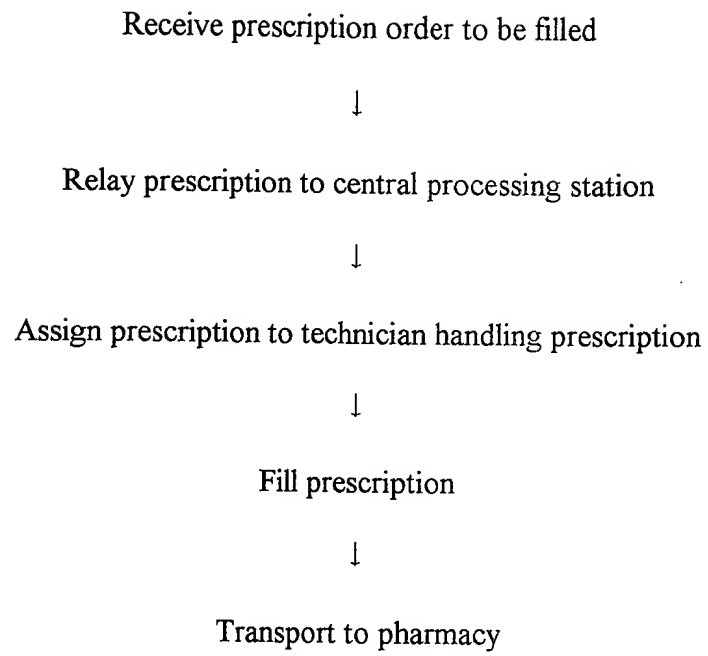 Receive prescription order to be filled
↓
Relay prescription to central processing station
↓
Assign prescription to technician handling prescription
↓
Fill prescription
↓
Transport to pharmacy